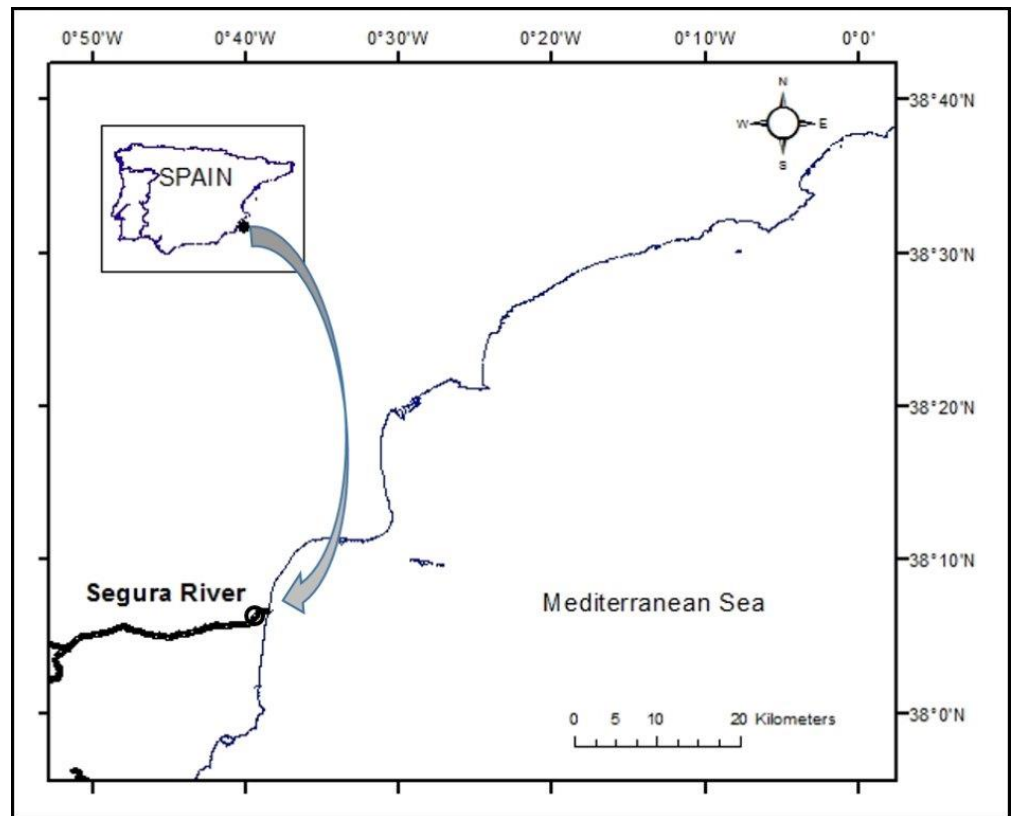 0°50'W 0°40'W 0°30'W 0°20'W 0°10'W 0°0'
38°40'N
N
W E
S
SPAIN
38°30'N
38°20'N
38°10'N
Segura River
Mediterranean Sea
38°0'N
0 5 10 20 Kilometers